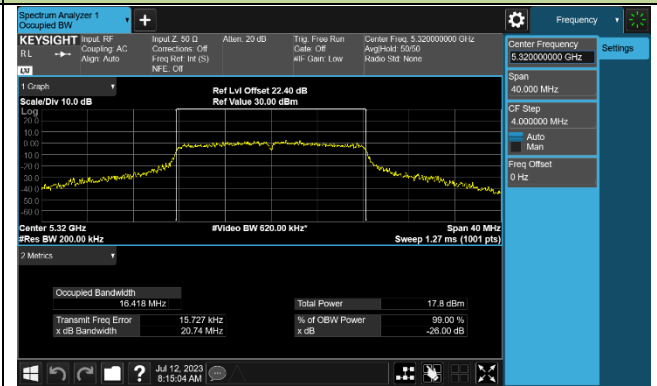 Spectrum Analyzer 1
Occupied BW
+
Frequency
KEYSIGHT
RL
LXI
Input: RF
Coupling: AC
Align: Auto
Input Z: 50 Ω
Corrections: Off
Freq Ref: Int (S)
NFE: Off
Atten: 20 dB
Trig: Free Run
Gate: Off
#IF Gain: Low
Center Freq: 5.320000000 GHz
Avg|Hold: 50/50
Radio Std: None
Center Frequency
5.320000000 GHz
Settings
Span
40.000 MHz
CF Step
4.000000 MHz
Auto
Man
Freq Offset
0 Hz
1 Graph
Scale/Div 10.0 dB
Ref Lvl Offset 22.40 dB
Ref Value 30.00 dBm
Log
20.0
10.0
0.00
-10.0
-20.0
-30.0
-40.0
-50.0
-60.0
Center 5.32 GHz
#Res BW 200.00 kHz
#Video BW 620.00 kHz*
Span 40 MHz
Sweep 1.27 ms (1001 pts)
2 Metrics
Occupied Bandwidth
16.418 MHz
Total Power 17.8 dBm
Transmit Freq Error 15.727 kHz
% of OBW Power 99.00 %
x dB Bandwidth 20.74 MHz
x dB -26.00 dB
?
Jul 12, 2023
8:15:04 AM